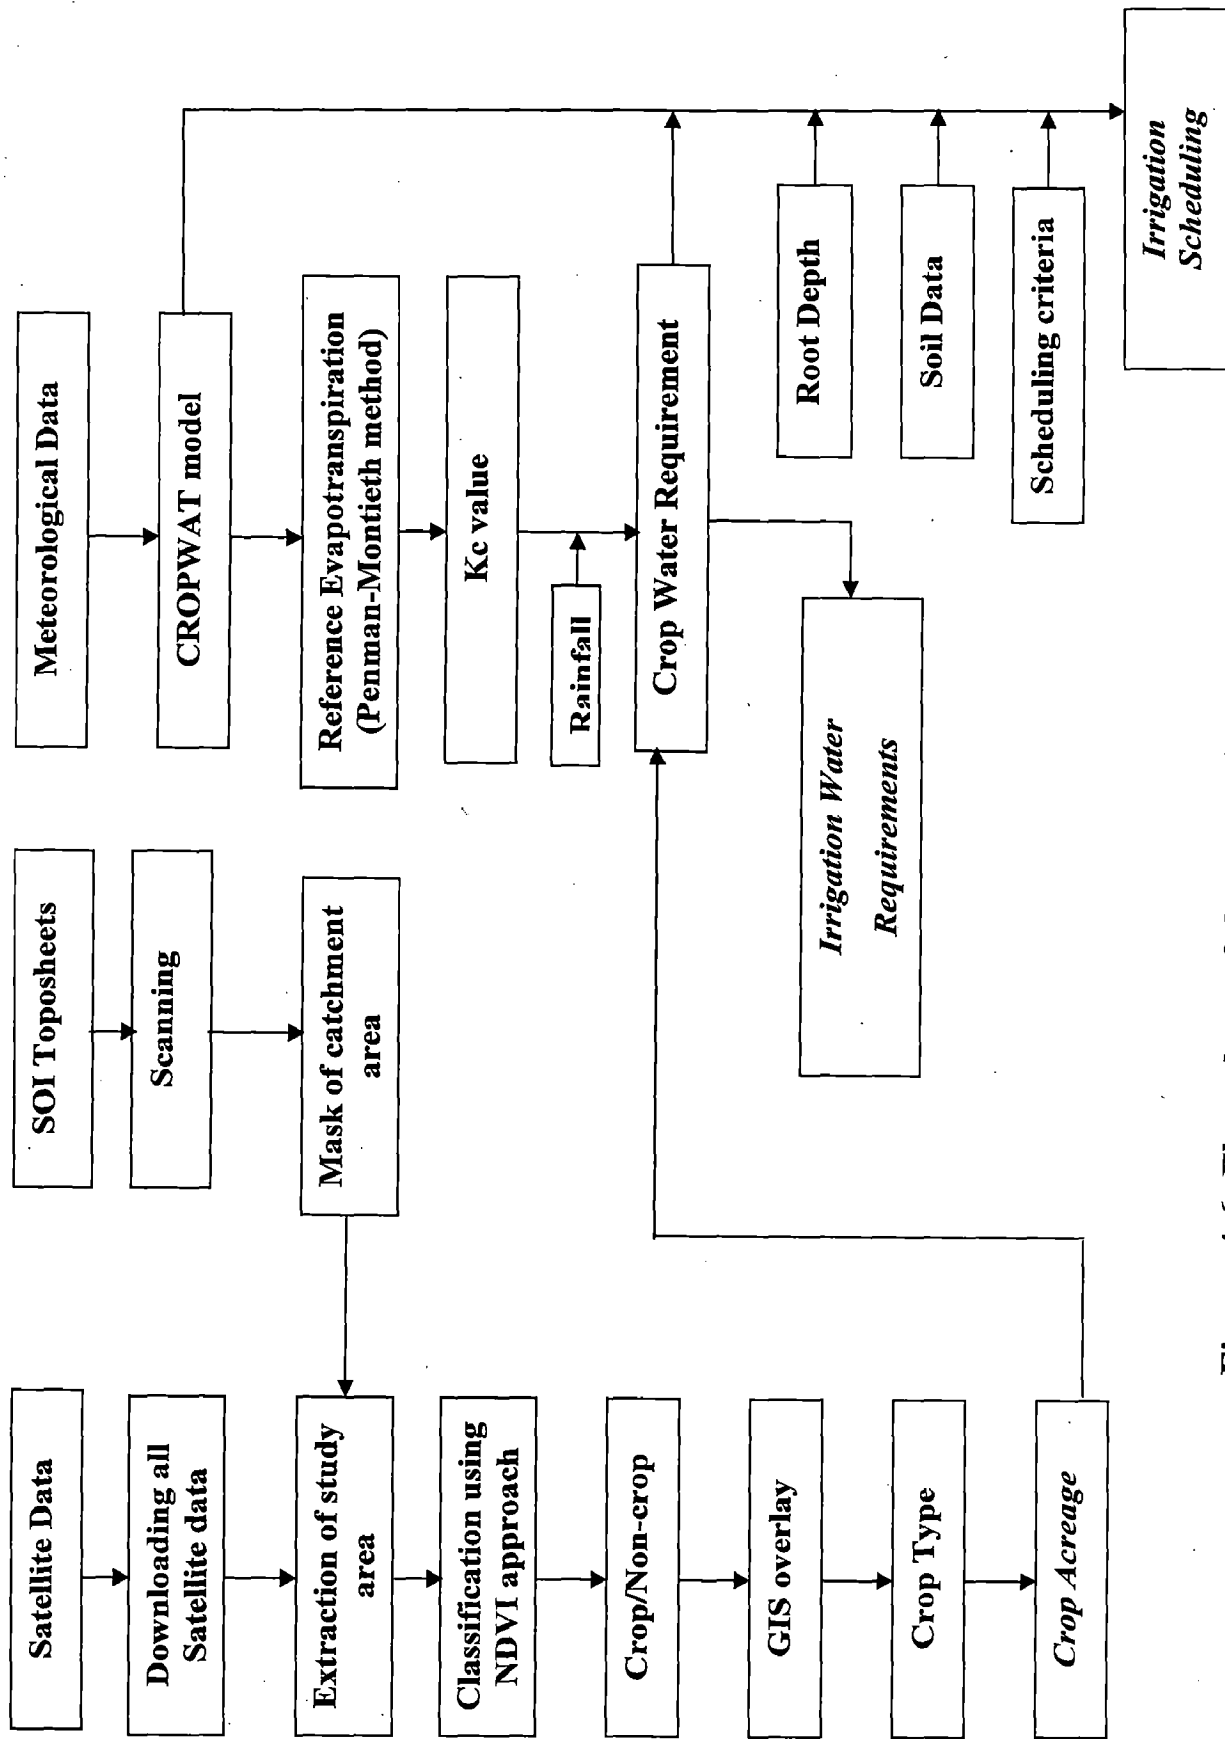 Satellite Data
Downloading all
Satellite data
Extraction of study
area
Classification using
NDVI approach
Crop/Non-crop
GIS overlay
Crop Type
Crop Acreage
SOI Toposheets
Scanning
Mask of catchment
area
Meteorological Data
CROPWAT model
Reference Evapotranspiration
(Penman-Montieth method)
Kc value
Rainfall
Crop Water Requirement
Irrigation Water
Requirements
Root Depth
Soil Data
Scheduling criteria
Irrigation
Scheduling